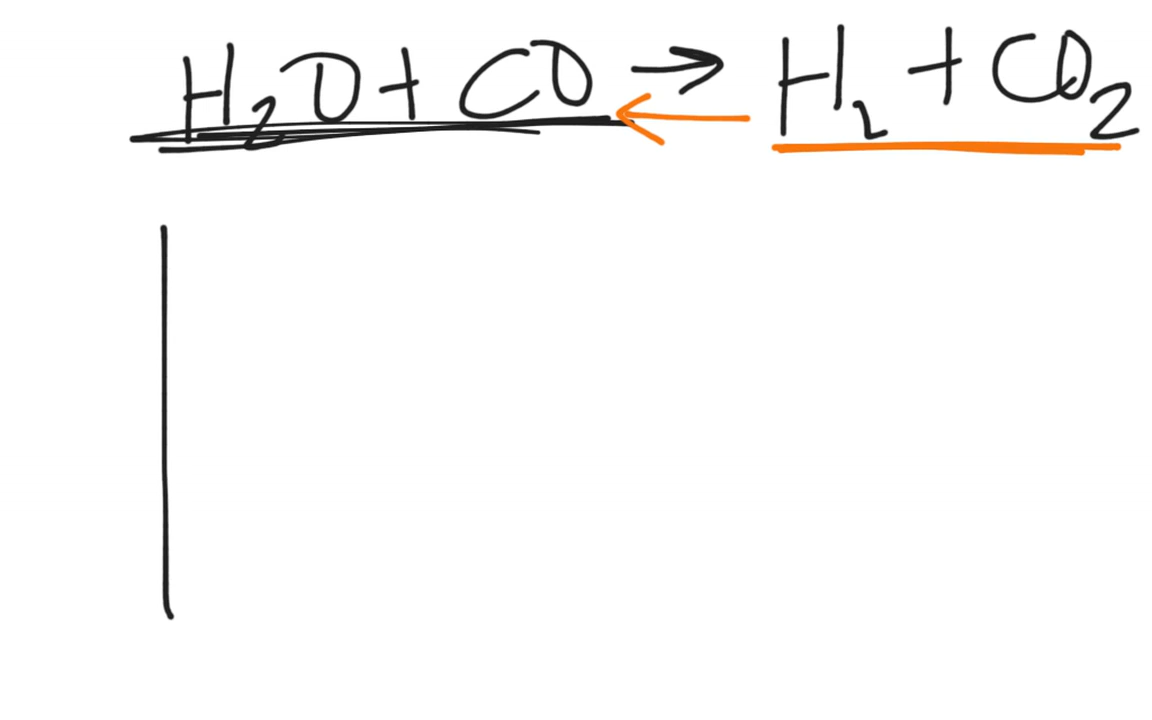 H₂O + CO → ← H₂ + CO₂